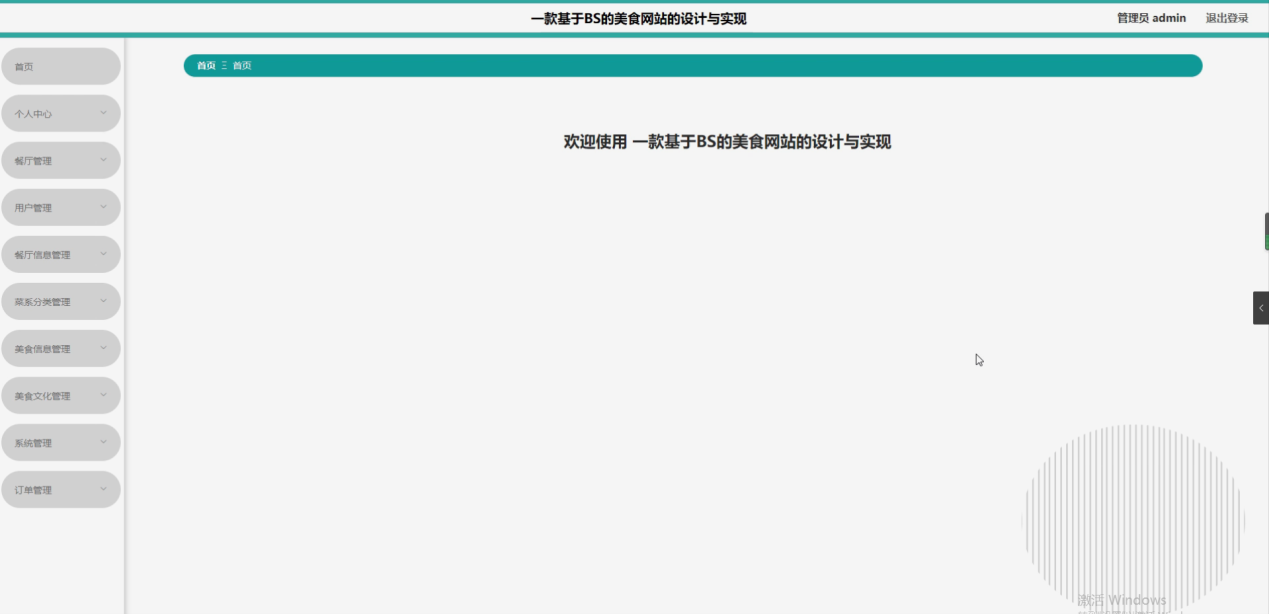 一款基于BS的美食网站的设计与实现
管理员 admin 退出登录
首页
首页 Ξ 首页
个人中心
欢迎使用 一款基于BS的美食网站的设计与实现
餐厅管理
用户管理
餐厅信息管理
菜系分类管理
美食信息管理
美食文化管理
系统管理
订单管理
激活 Windows